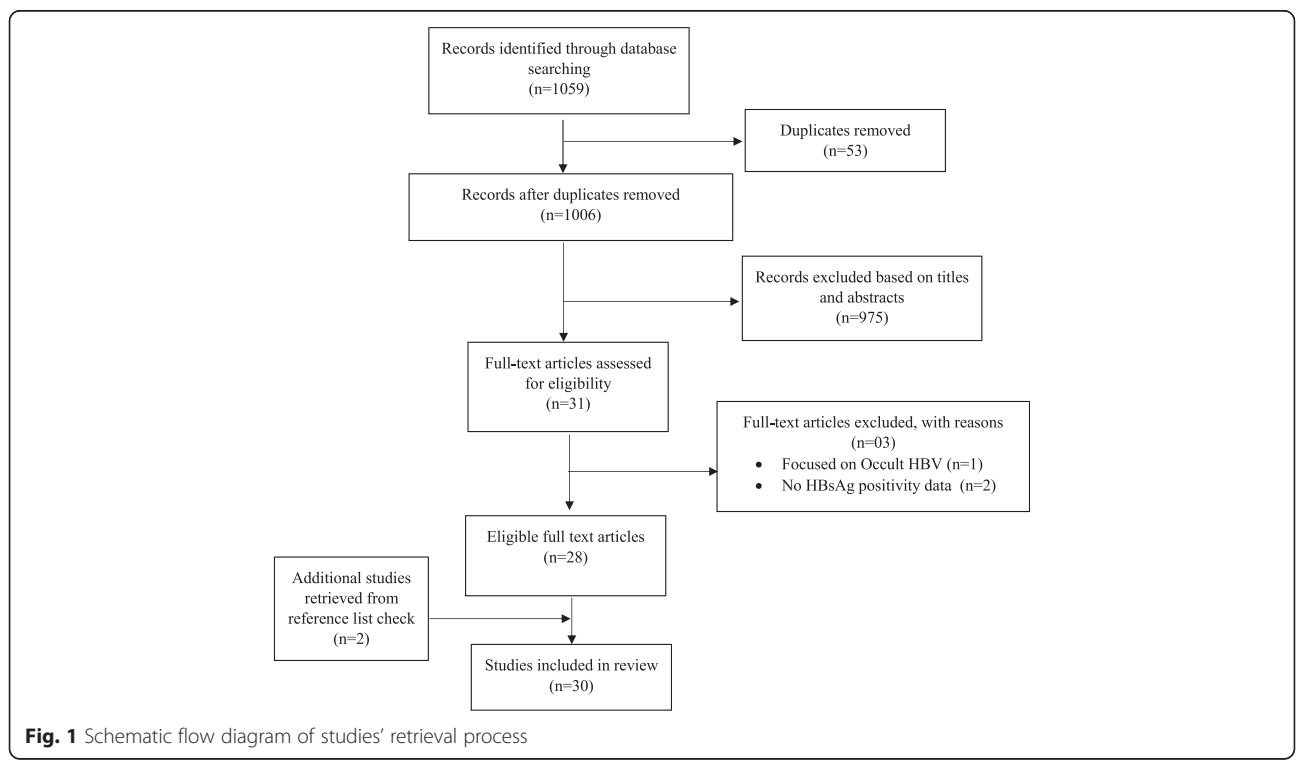 Records identified through database
searching
(n=1059)
Duplicates removed
(n=53)
Records after duplicates removed
(n=1006)
Records excluded based on titles
and abstracts
(n=975)
Full-text articles assessed
for eligibility
(n=31)
Full-text articles excluded, with reasons
(n=03)
• Focused on Occult HBV (n=1)
• No HBsAg positivity data (n=2)
Eligible full text articles
(n=28)
Additional studies
retrieved from
reference list check
(n=2)
Studies included in review
(n=30)
Fig. 1 Schematic flow diagram of studies' retrieval process